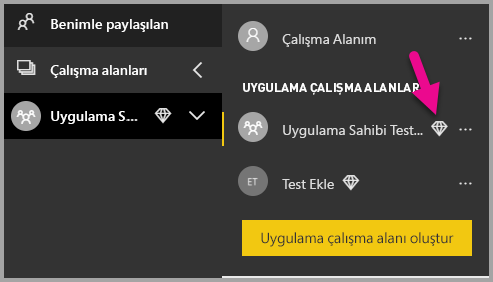 Benimle paylaşılan
Çalışma alanları
Uygulama S...
Çalışma Alanım
UYGULAMA ÇALIŞMA ALANLAR
Uygulama Sahibi Test...
ET
Test Ekle
Uygulama çalışma alanı oluştur